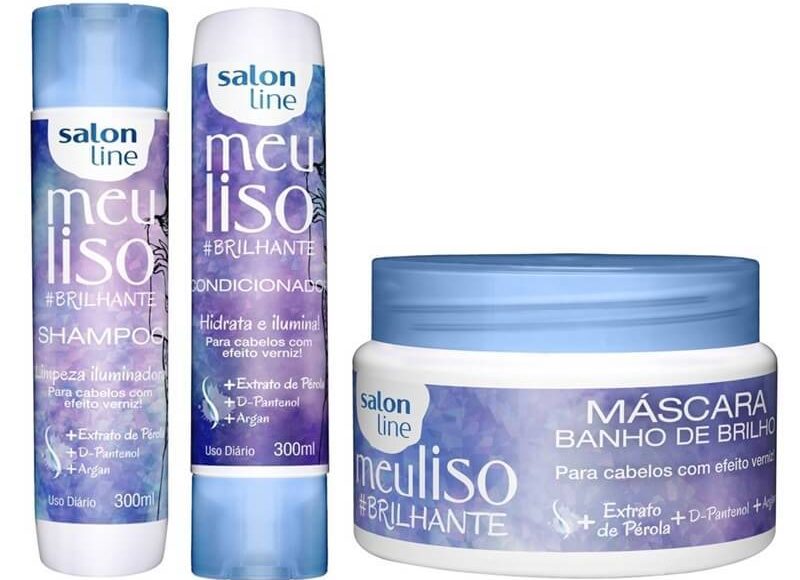 salon
line
meu
liso
#BRILHANTE
SHAMPOO
Limpeza iluminadora
Para cabelos com
efeito verniz!
+Extrato de Pérola
+D-Pantenol
+Argan
Uso Diário 300ml
salon
line
meu
liso
#BRILHANTE
CONDICIONADOR
Hidrata e ilumina!
Para cabelos com
efeito verniz!
+Extrato de Pérola
+D-Pantenol
+Argan
Uso Diário 300ml
salon
line
meuliso
#BRILHANTE
MÁSCARA
BANHO DE BRILHO
Para cabelos com efeito verniz!
+ Extrato de Pérola + D-Pantenol + Argan